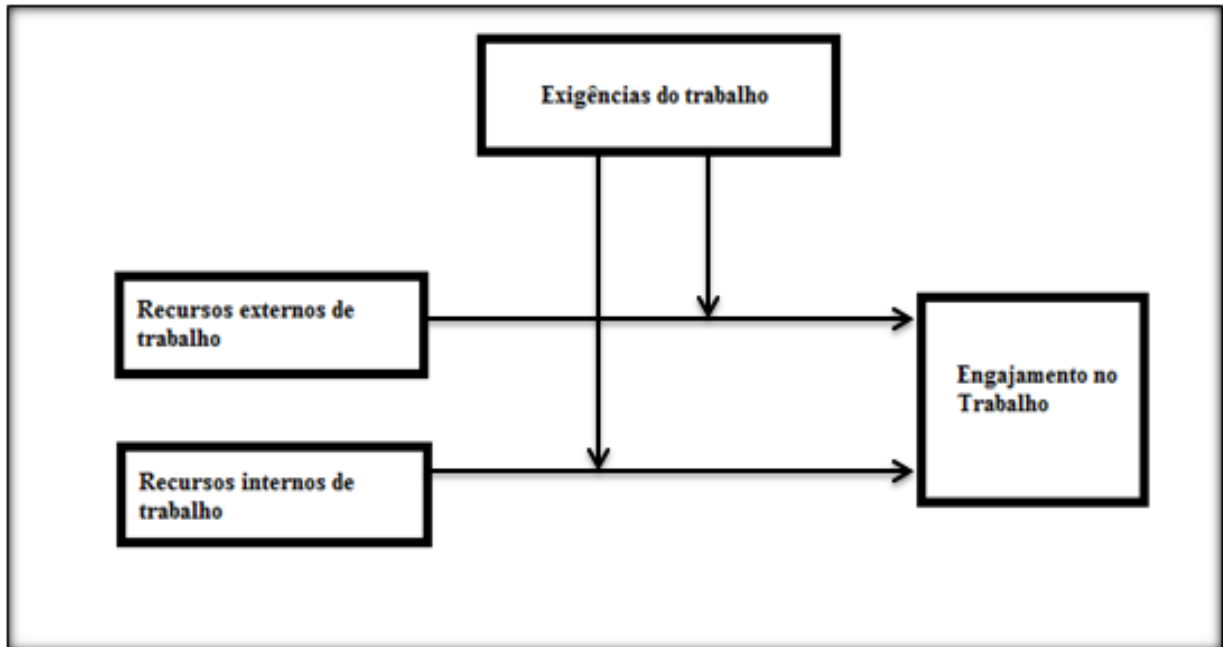 Exigências do trabalho
Recursos externos de
trabalho
Engajamento no
Trabalho
Recursos internos de
trabalho